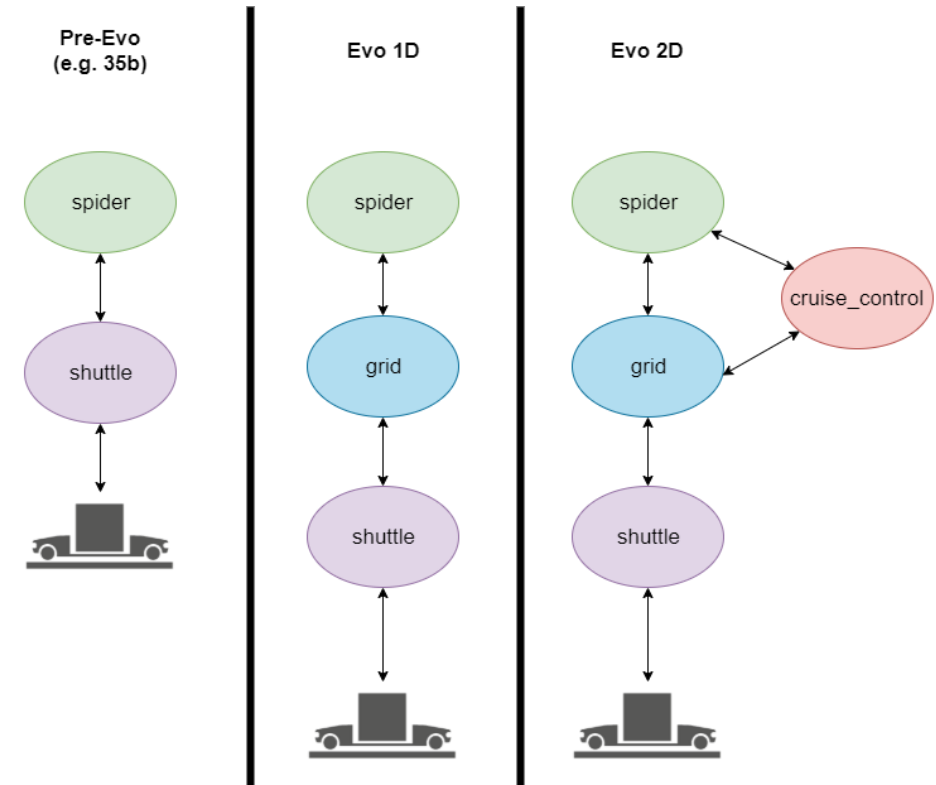 Pre-Evo
(e.g. 35b)
Evo 1D
Evo 2D
spider
spider
spider
cruise_control
shuttle
grid
grid
shuttle
shuttle